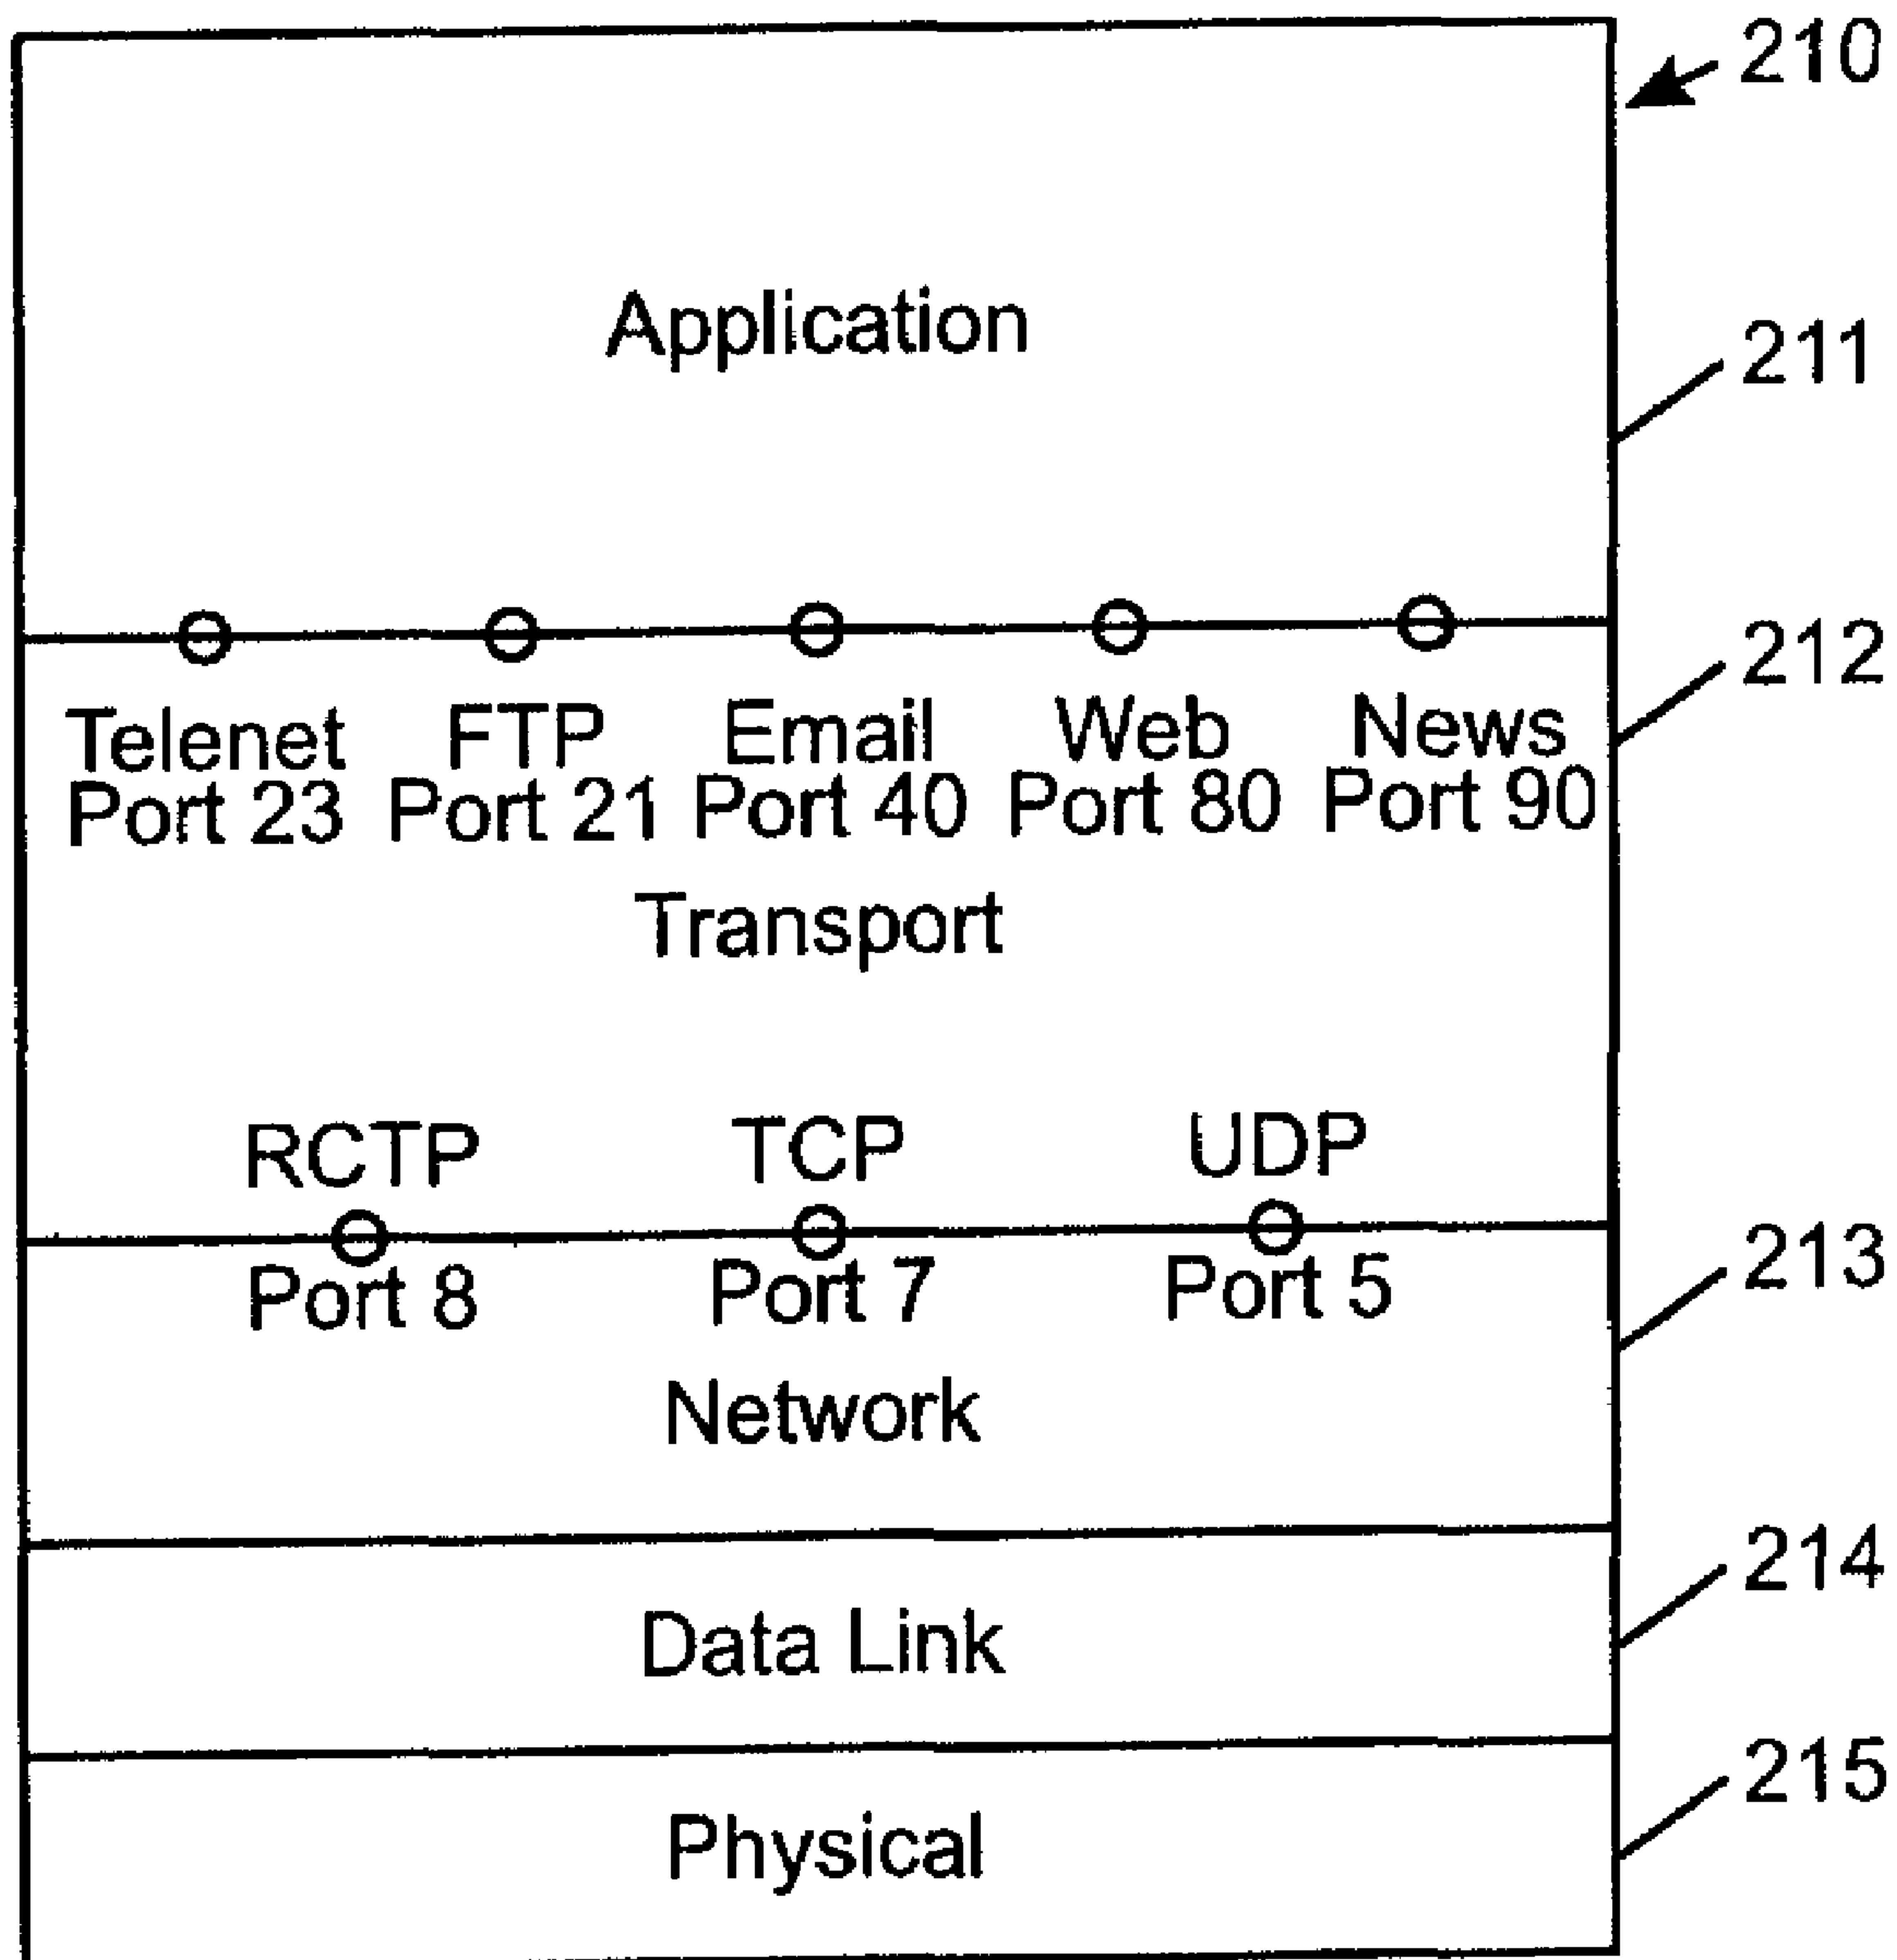 210
Application
211
212
Telenet FTP Email Web News
Port 23 Port 21 Port 40 Port 80 Port 90
Transport
RCTP TCP UDP
213
Port 8 Port 7 Port 5
Network
214
Data Link
215
Physical